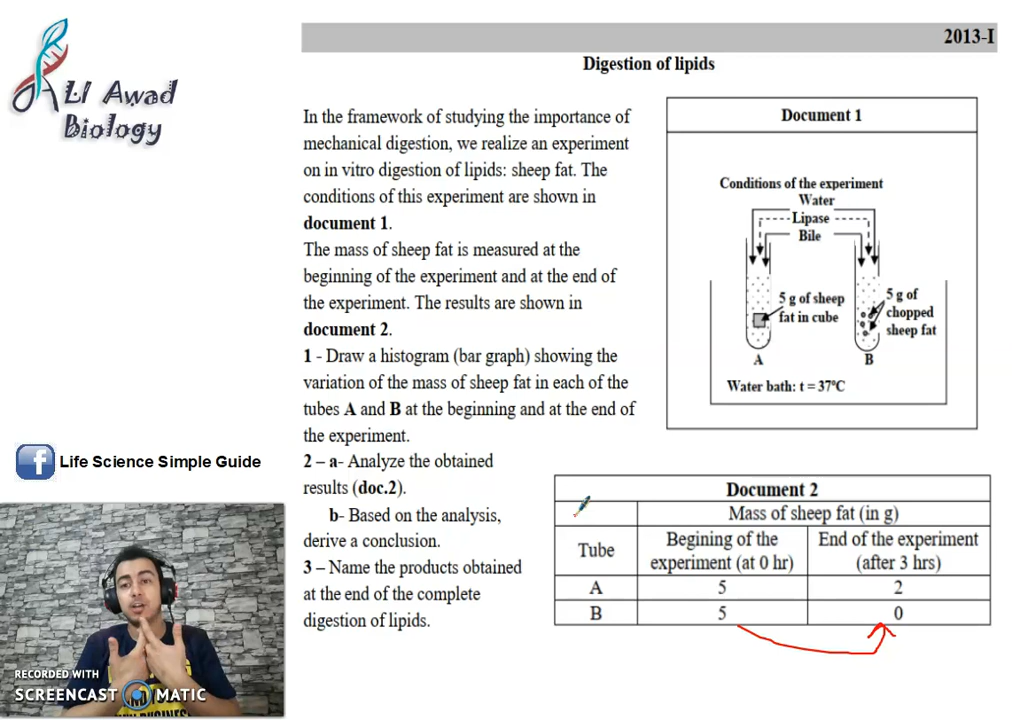 2013-I
ALI Awad
Biology
Digestion of lipids
In the framework of studying the importance of
mechanical digestion, we realize an experiment
on in vitro digestion of lipids: sheep fat. The
conditions of this experiment are shown in
document 1.
The mass of sheep fat is measured at the
beginning of the experiment and at the end of
the experiment. The results are shown in
document 2.
1 - Draw a histogram (bar graph) showing the
variation of the mass of sheep fat in each of the
tubes A and B at the beginning and at the end of
the experiment.
2 – a- Analyze the obtained
results (doc.2).
b- Based on the analysis,
derive a conclusion.
3 – Name the products obtained
at the end of the complete
digestion of lipids.
Document 1
Conditions of the experiment
Water
Lipase
Bile
5 g of sheep
fat in cube
5 g of
chopped
sheep fat
A
B
Water bath: t = 37°C
Document 2
Mass of sheep fat (in g)
Tube
Begining of the
experiment (at 0 hr)
End of the experiment
(after 3 hrs)
A 5 2
B 5 0
Life Science Simple Guide
RECORDED WITH
SCREENCAST MATIC